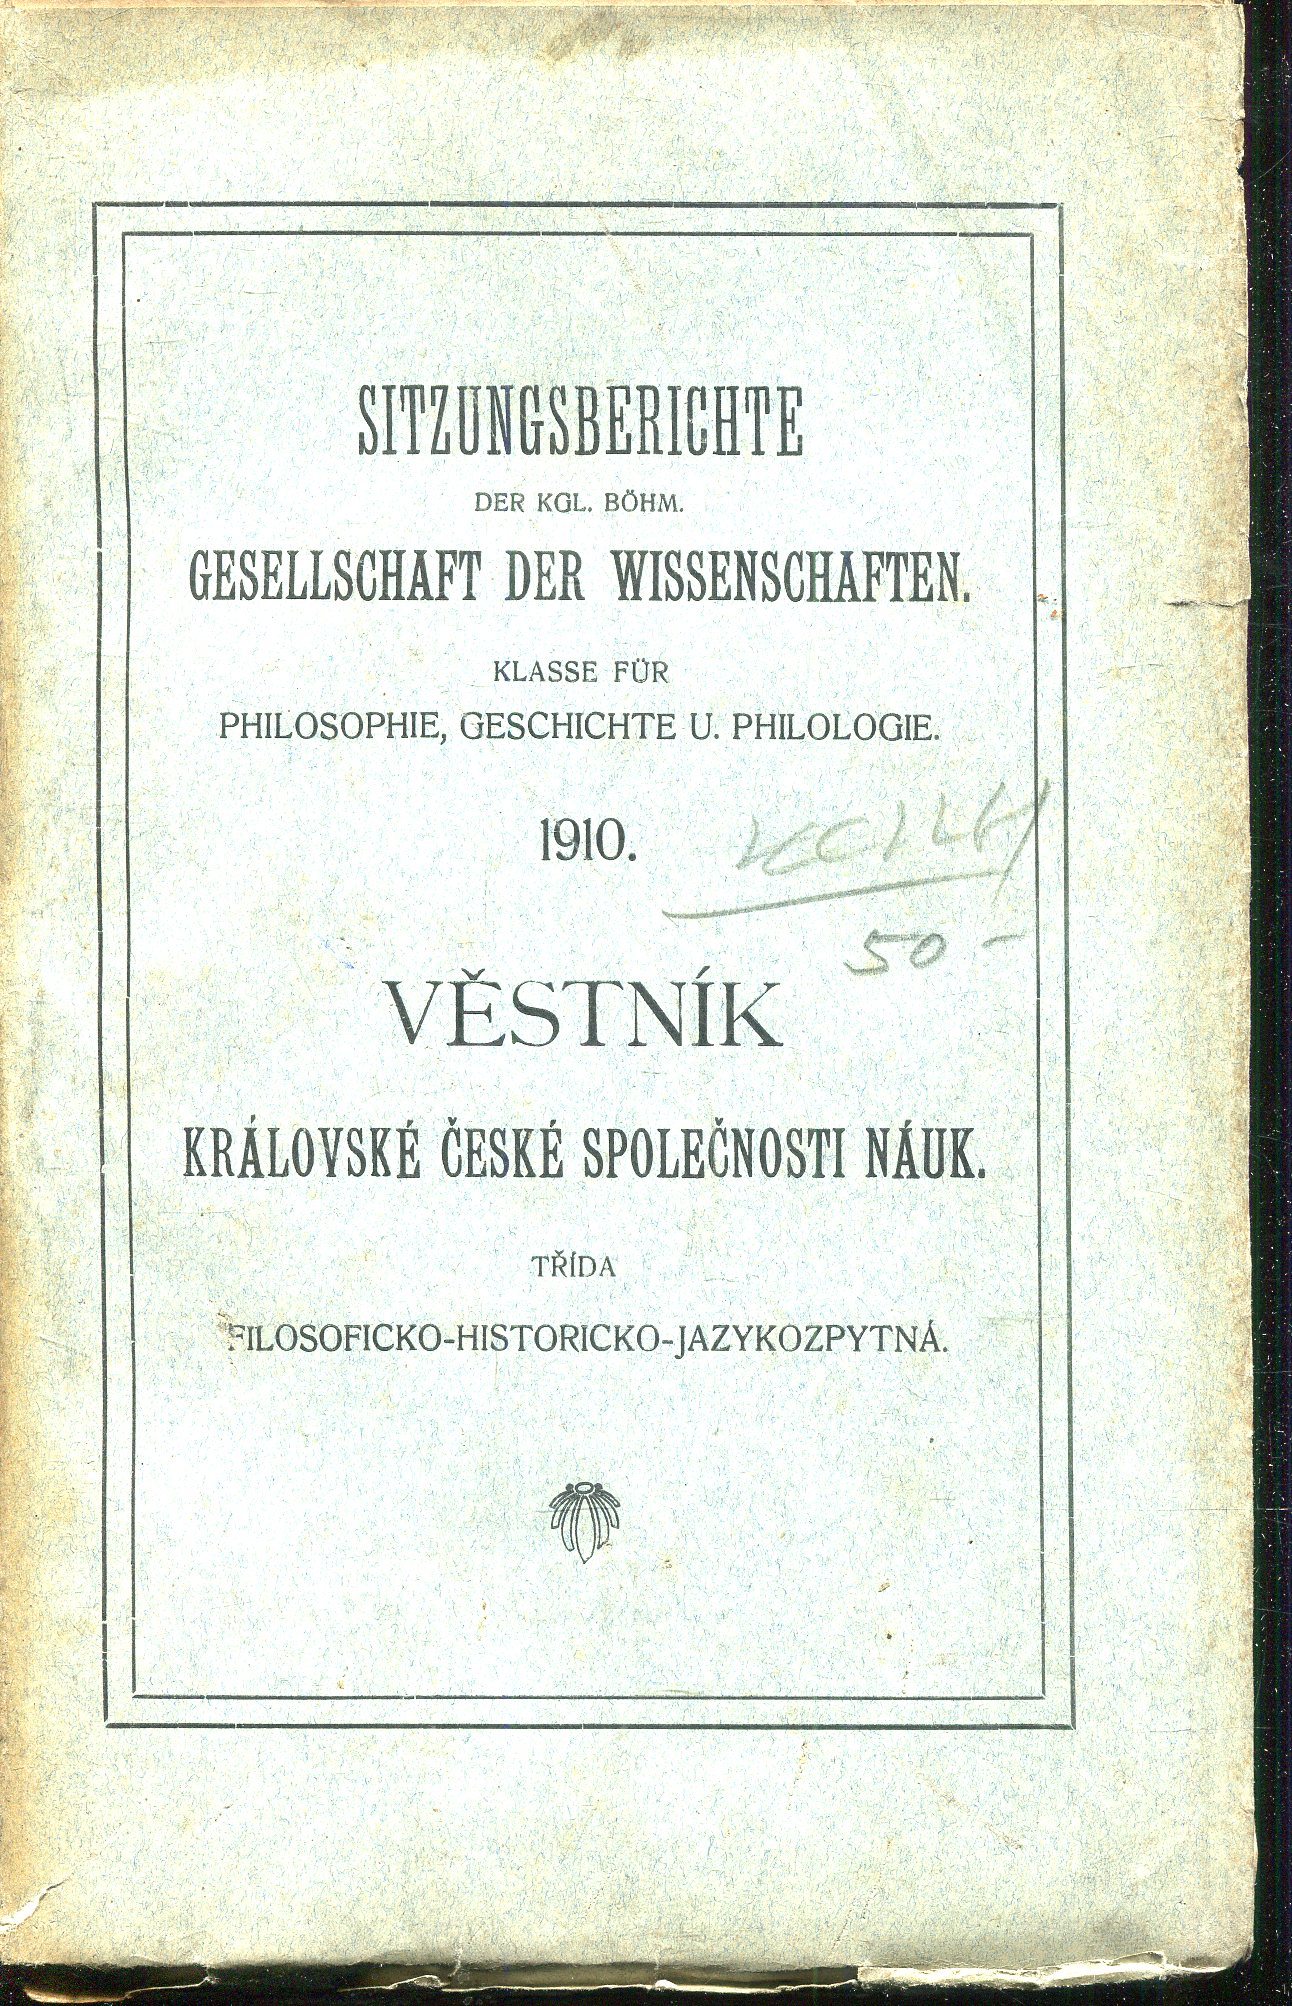 SITZUNGSBERICHTE
DER KGL. BÖHM.
GESELLSCHAFT DER WISSENSCHAFTEN.
KLASSE FÜR
PHILOSOPHIE, GESCHICHTE U. PHILOLOGIE.
1910.
50 -
VĚSTNÍK
KRÁLOVSKÉ ČESKÉ SPOLEČNOSTI NÁUK.
TŘÍDA
FILOSOFICKO-HISTORICKO-JAZYKOZPYTNÁ.